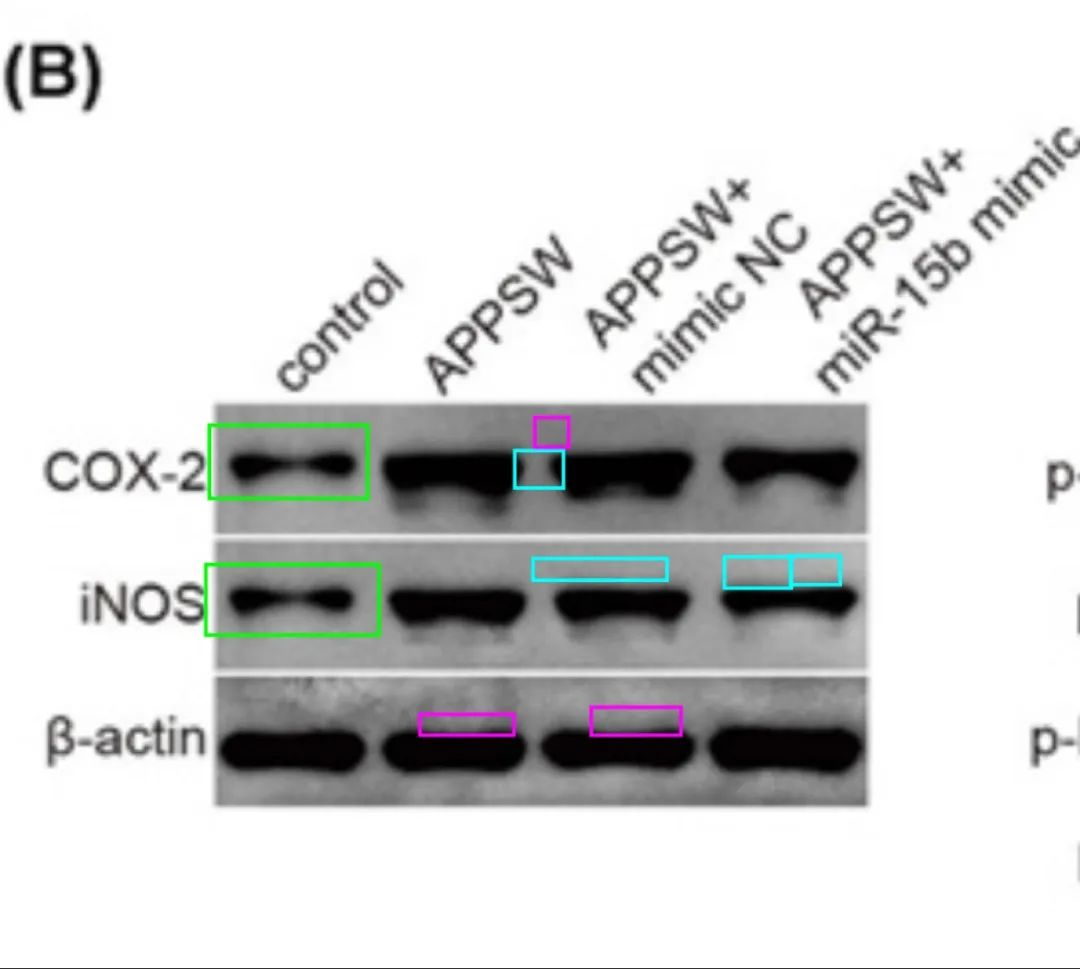 (B)
control
APPSW
APPSW+
mimic NC
APPSW+
miR-15b mimic
COX-2
iNOS
β-actin
p-
p-